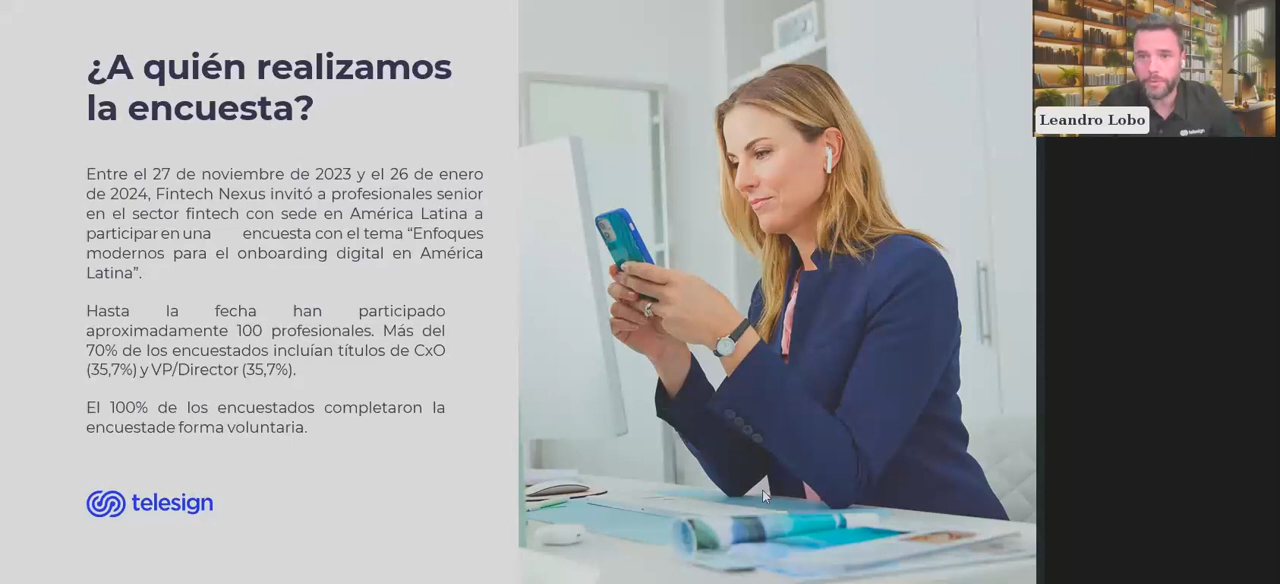 ¿A quién realizamos
la encuesta?
Entre el 27 de noviembre de 2023 y el 26 de enero
de 2024, Fintech Nexus invitó a profesionales senior
en el sector fintech con sede en América Latina a
participar en una encuesta con el tema “Enfoques
modernos para el onboarding digital en América
Latina”.
Hasta la fecha han participado
aproximadamente 100 profesionales. Más del
70% de los encuestados incluían títulos de CxO
(35,7%) y VP/Director (35,7%).
El 100% de los encuestados completaron la
encuestade forma voluntaria.
telesign
Leandro Lobo
telesign